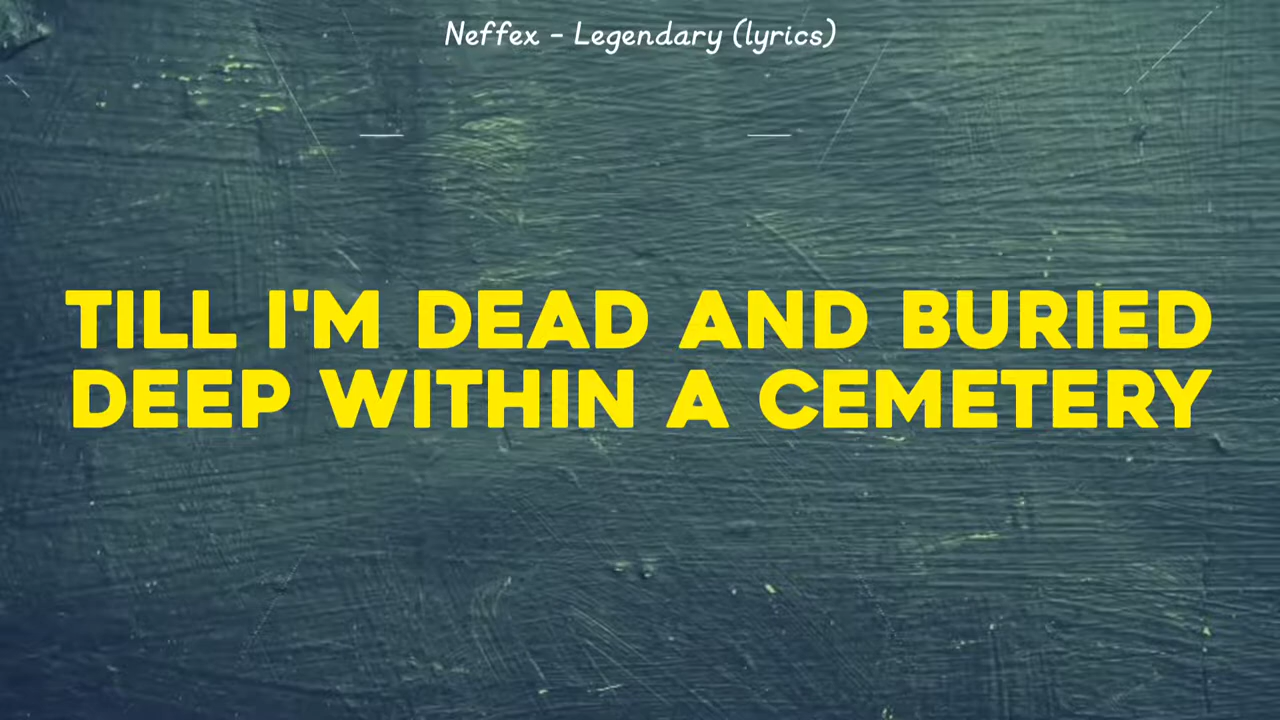 Neffex - Legendary (lyrics)
TILL I'M DEAD AND BURIED
DEEP WITHIN A CEMETERY